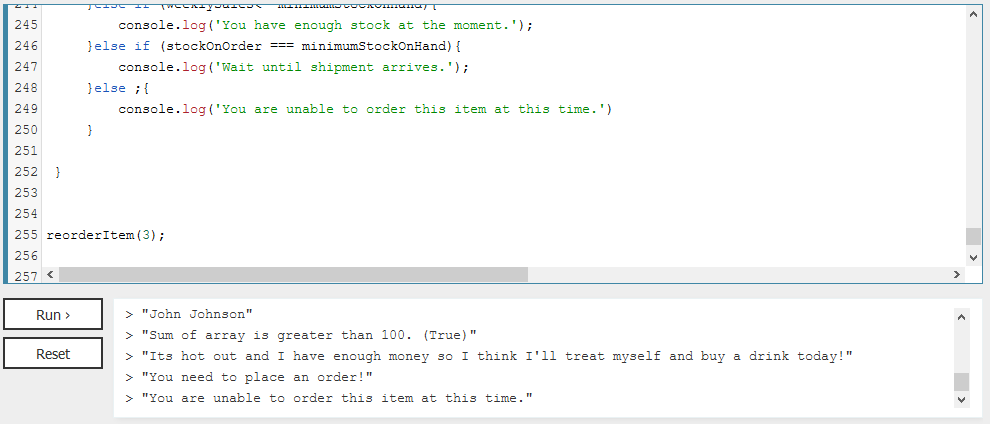 245 console.log('You have enough stock at the moment.');
246 }else if (stockOnOrder === minimumStockOnHand){
247 console.log('Wait until shipment arrives.');
248 }else ;{
249 console.log('You are unable to order this item at this time.')
250 }
251
252 }
253
254
255 reorderItem(3);
256
257
Run ›
Reset
> "John Johnson"
> "Sum of array is greater than 100. (True)"
> "Its hot out and I have enough money so I think I'll treat myself and buy a drink today!"
> "You need to place an order!"
> "You are unable to order this item at this time."